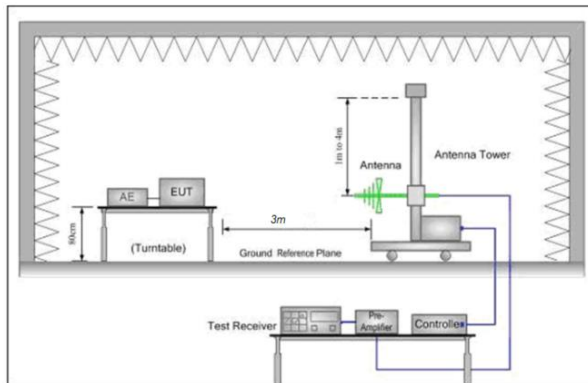 1m to 4m
Antenna
Antenna Tower
AE
EUT
80cm
(Turntable)
3m
Ground Reference Plane
Test Receiver
Pre-
Amplifier
Controller